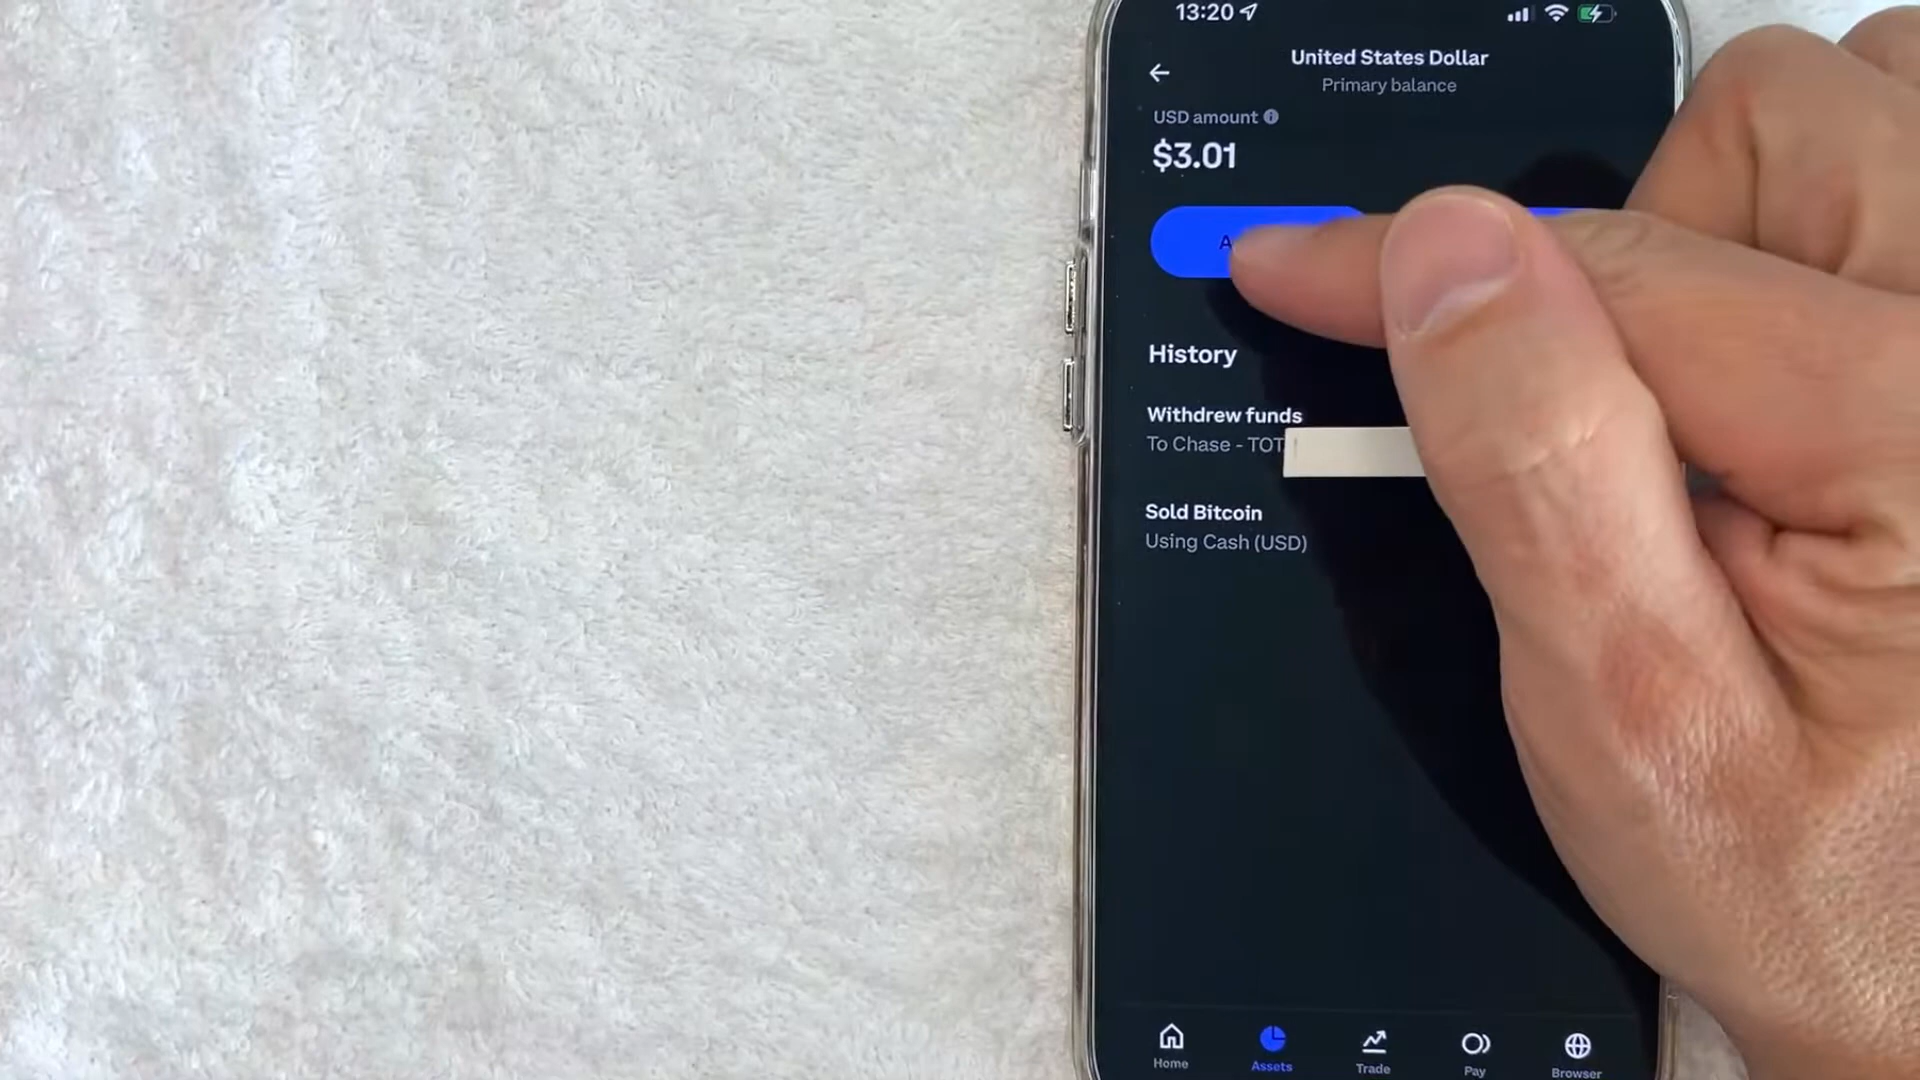 13:20
United States Dollar
Primary balance
USD amount
$3.01
History
Withdrew funds
To Chase - TOT
Sold Bitcoin
Using Cash (USD)
Home
Assets
Trade
Pay
Browser